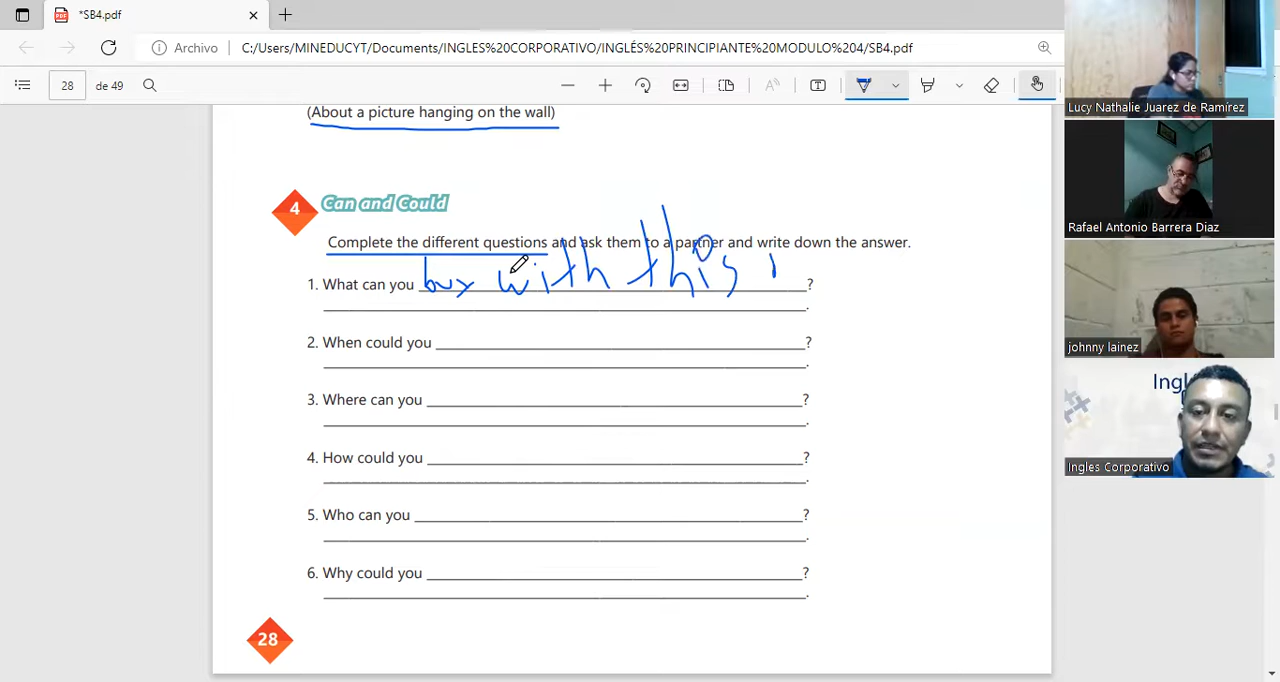 *SB4.pdf
Archivo
C:/Users/MINEDUCYT/Documents/INGLES%20CORPORATIVO/INGLÉS%20PRINCIPIANTE%20MODULO%204/SB4.pdf
28 de 49
(About a picture hanging on the wall)
4 Can and Could
Complete the different questions and ask them to a partner and write down the answer.
1. What can you buy with this ?
.
2. When could you ?
.
3. Where can you ?
.
4. How could you ?
.
5. Who can you ?
.
6. Why could you ?
.
28
Lucy Nathalie Juarez de Ramírez
Rafael Antonio Barrera Diaz
johnny lainez
Ingl
Ingles Corporativo